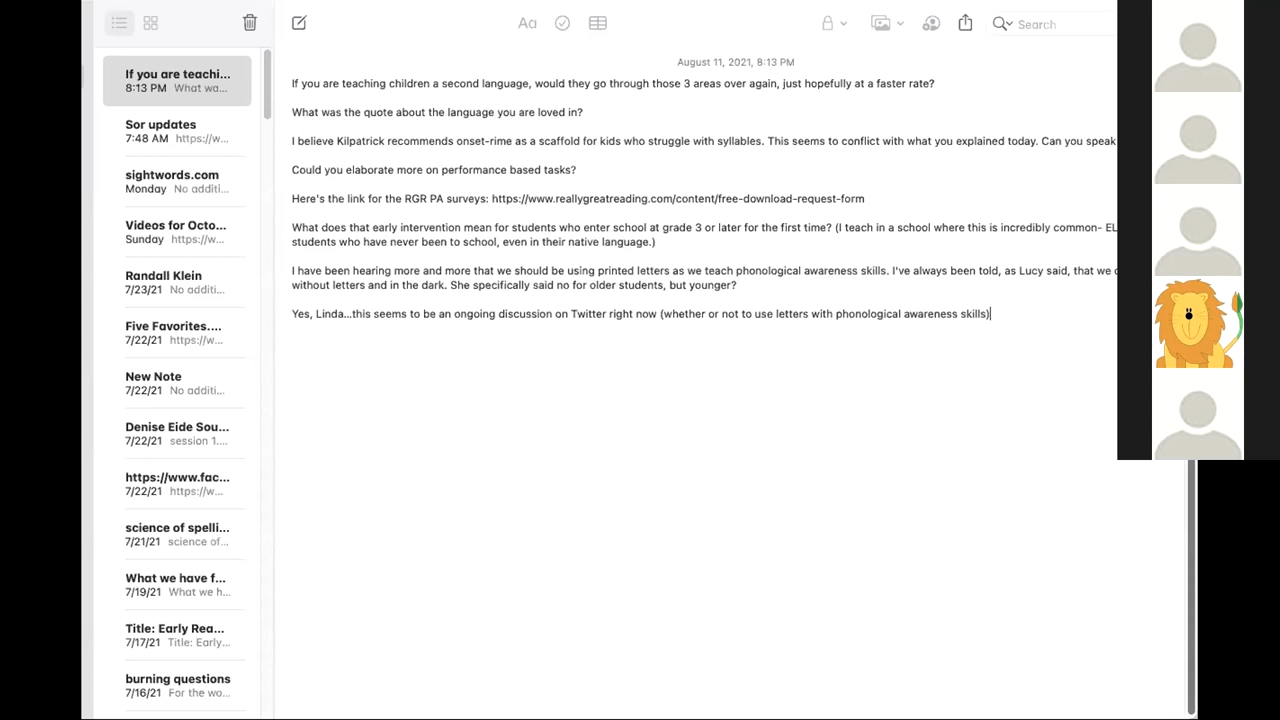 Aa
Search
If you are teachi...
8:13 PM What wa...
Sor updates
7:48 AM https://w...
sightwords.com
Monday No additi...
Videos for Octo...
Sunday https://w...
Randall Klein
7/23/21 No additi...
Five Favorites....
7/22/21 https://w...
New Note
7/22/21 No additi...
Denise Eide Sou...
7/22/21 session 1....
https://www.fac...
7/22/21 https://w...
science of spelli...
7/21/21 science of...
What we have f...
7/19/21 What we h...
Title: Early Rea...
7/17/21 Title: Early...
burning questions
7/16/21 For the wo...
August 11, 2021, 8:13 PM
If you are teaching children a second language, would they go through those 3 areas over again, just hopefully at a faster rate?
What was the quote about the language you are loved in?
I believe Kilpatrick recommends onset-rime as a scaffold for kids who struggle with syllables. This seems to conflict with what you explained today. Can you speak
Could you elaborate more on performance based tasks?
Here's the link for the RGR PA surveys: https://www.reallygreatreading.com/content/free-download-request-form
What does that early intervention mean for students who enter school at grade 3 or later for the first time? (I teach in a school where this is incredibly common- EL
students who have never been to school, even in their native language.)
I have been hearing more and more that we should be using printed letters as we teach phonological awareness skills. I've always been told, as Lucy said, that we
without letters and in the dark. She specifically said no for older students, but younger?
Yes, Linda...this seems to be an ongoing discussion on Twitter right now (whether or not to use letters with phonological awareness skills)